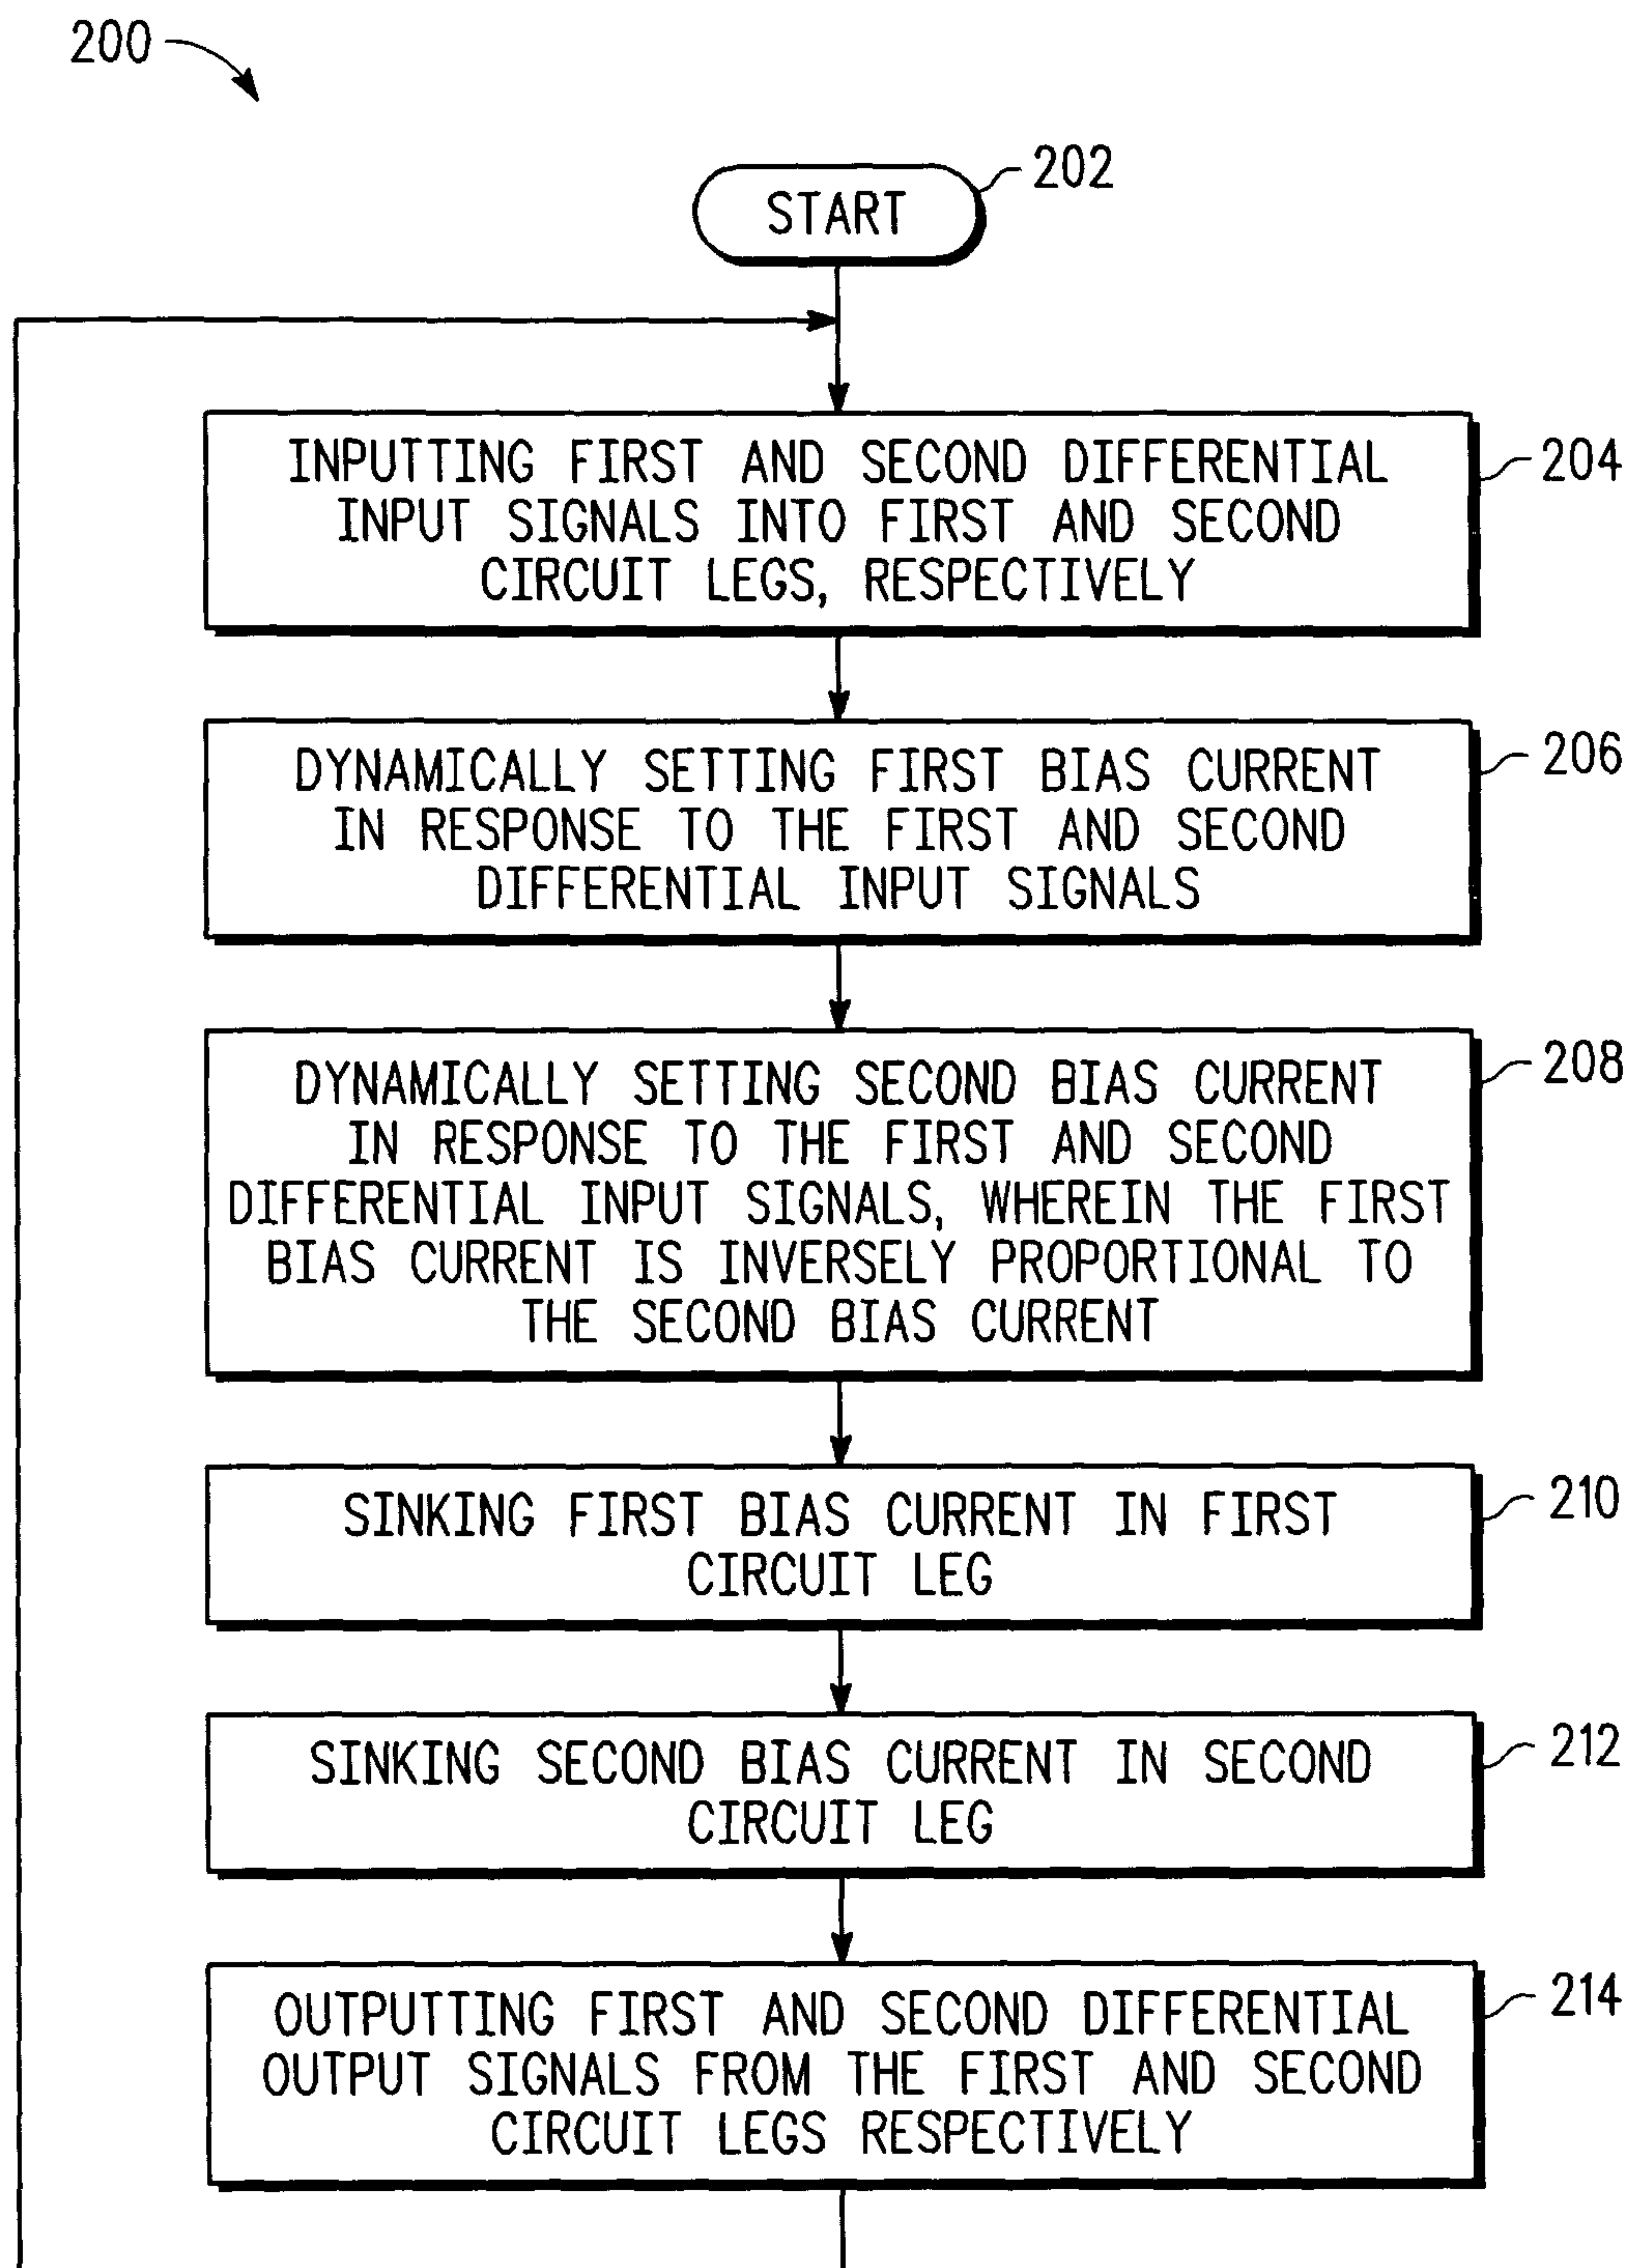 200
START
202
INPUTTING FIRST AND SECOND DIFFERENTIAL
INPUT SIGNALS INTO FIRST AND SECOND
CIRCUIT LEGS, RESPECTIVELY
204
DYNAMICALLY SETTING FIRST BIAS CURRENT
IN RESPONSE TO THE FIRST AND SECOND
DIFFERENTIAL INPUT SIGNALS
206
DYNAMICALLY SETTING SECOND BIAS CURRENT
IN RESPONSE TO THE FIRST AND SECOND
DIFFERENTIAL INPUT SIGNALS, WHEREIN THE FIRST
BIAS CURRENT IS INVERSELY PROPORTIONAL TO
THE SECOND BIAS CURRENT
208
SINKING FIRST BIAS CURRENT IN FIRST
CIRCUIT LEG
210
SINKING SECOND BIAS CURRENT IN SECOND
CIRCUIT LEG
212
OUTPUTTING FIRST AND SECOND DIFFERENTIAL
OUTPUT SIGNALS FROM THE FIRST AND SECOND
CIRCUIT LEGS RESPECTIVELY
214